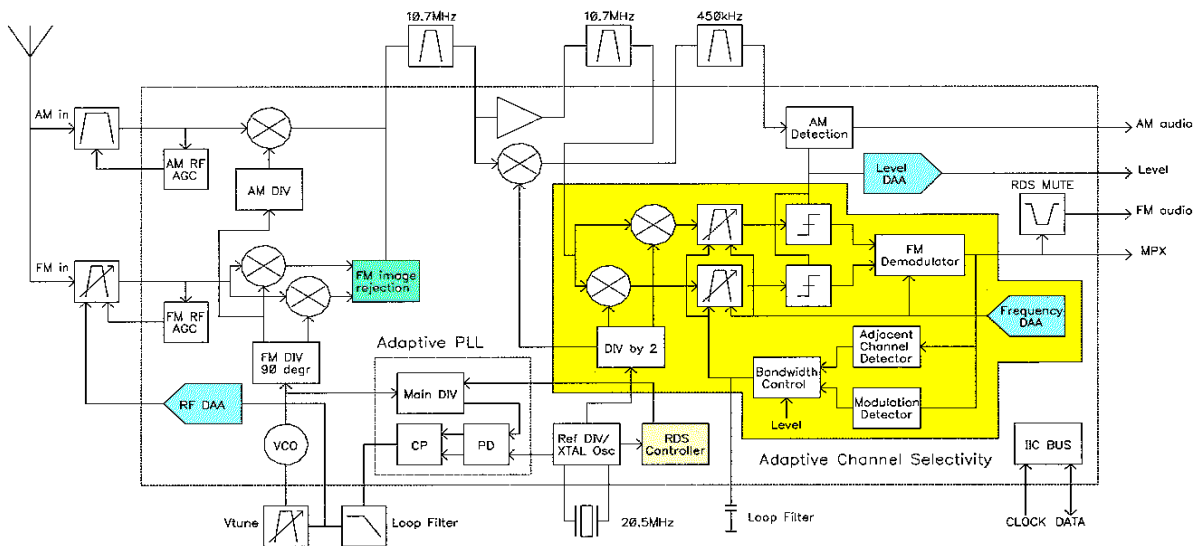 10.7MHz
10.7MHz
450kHz
AM in
AM RF
AGC
AM DIV
AM
Detection
AM audio
Level
DAA
Level
RDS MUTE
FM audio
MPX
FM in
FM RF
AGC
FM image
rejection
FM
Demodulator
Frequency
DAA
FM DIV
90 degr
DIV by 2
Adjacent
Channel
Detector
Bandwidth
Control
Modulation
Detector
Level
Adaptive PLL
RF DAA
Main DIV
VCO
CP
PD
Ref DIV/
XTAL Osc
RDS
Controller
Adaptive Channel Selectivity
IIC BUS
Vtune
Loop Filter
20.5MHz
Loop Filter
CLOCK DATA